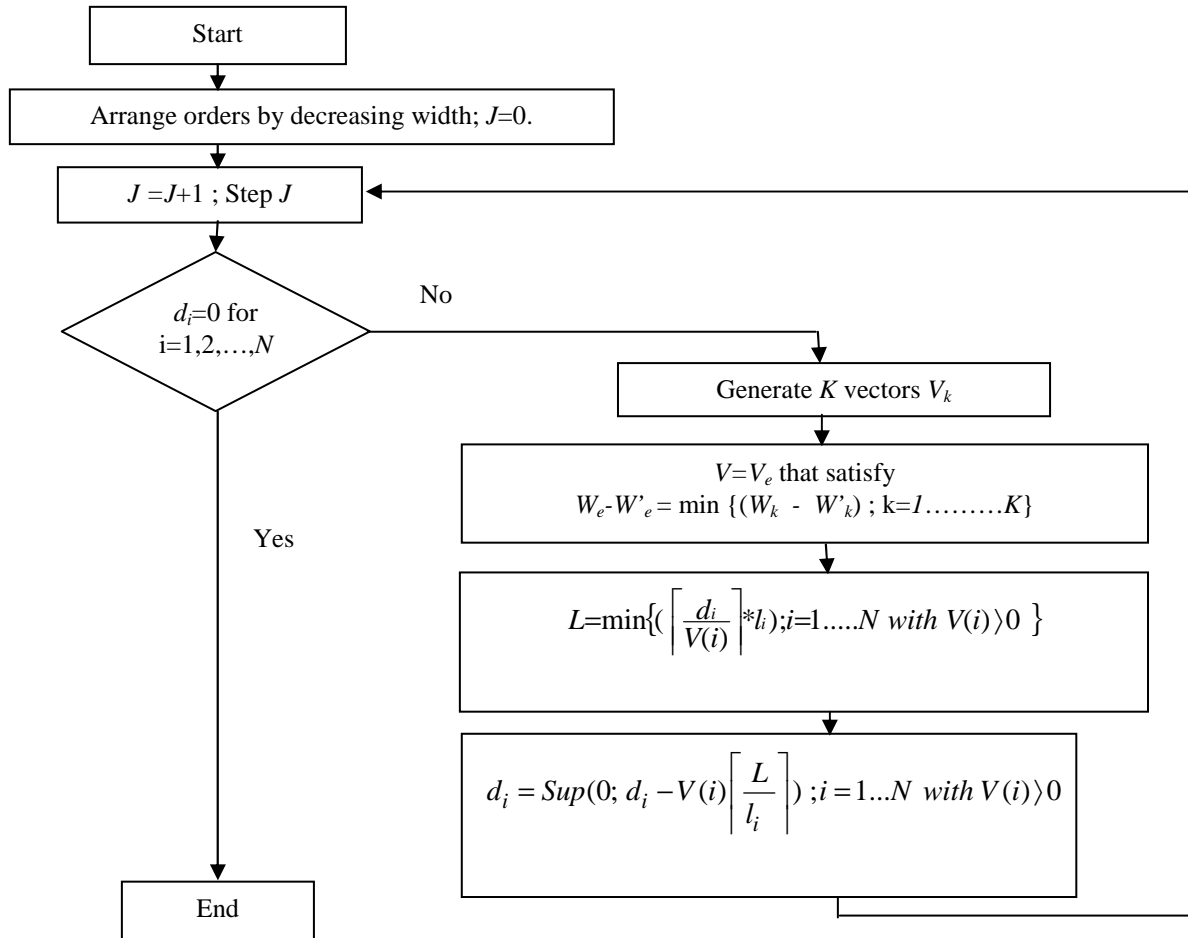 Start
Arrange orders by decreasing width; J=0.
J =J+1 ; Step J
d_i=0 for
i=1,2,…,N
No
Yes
Generate K vectors V_k
V=V_e that satisfy
W_e-W’_e = min {(W_k - W’_k) ; k=1………K}
L=min{(⌈d_i/V(i)⌉*l_i);i=1.....N with V(i)⟩0 }
d_i = Sup(0; d_i −V(i)⌈L/l_i⌉) ;i =1...N with V(i)⟩0
End